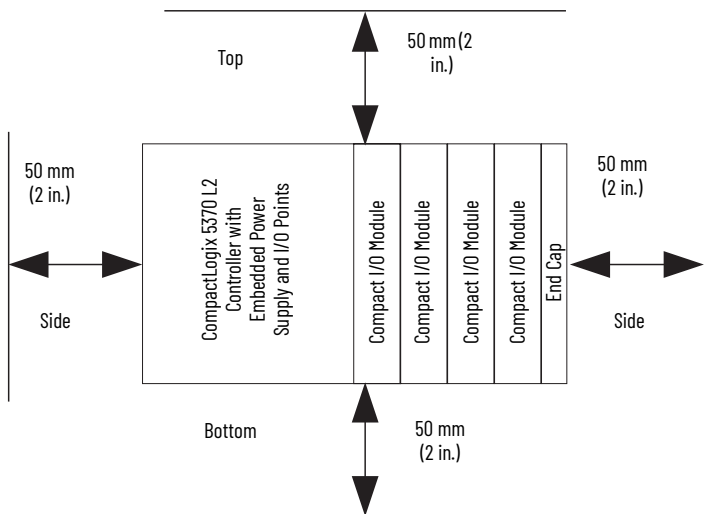 Top
50 mm (2
in.)
50 mm
(2 in.)
Side
CompactLogix 5370 L2
Controller with
Embedded Power
Supply and I/O Points
Compact I/O Module
Compact I/O Module
Compact I/O Module
Compact I/O Module
End Cap
50 mm
(2 in.)
Side
Bottom
50 mm
(2 in.)